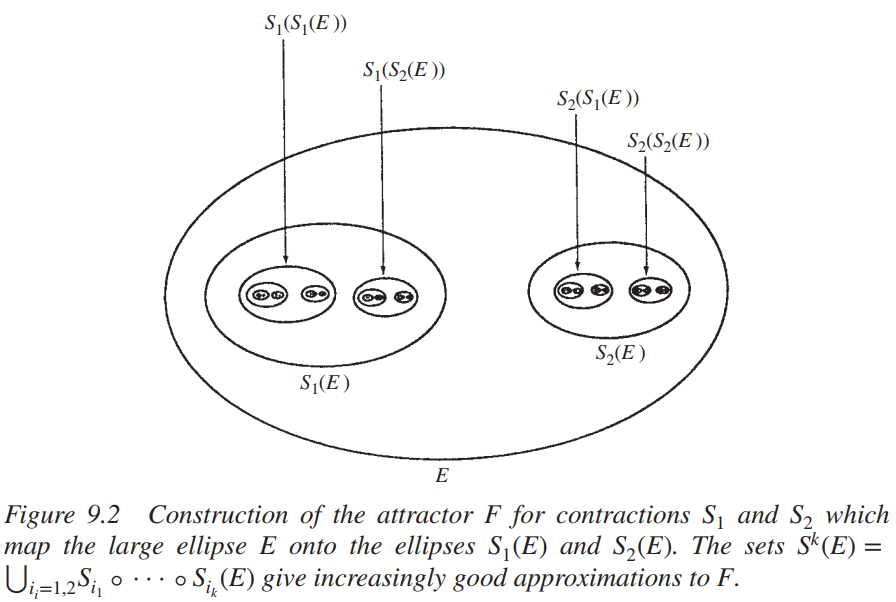 S₁(S₁(E))
S₁(S₂(E))
S₂(S₁(E))
S₂(S₂(E))
S₂(E)
S₁(E)
E
Figure 9.2 Construction of the attractor F for contractions S₁ and S₂ which
map the large ellipse E onto the ellipses S₁(E) and S₂(E). The sets Sᵏ(E) =
⋃_{i_i=1,2} S_{i_1} ∘ ··· ∘ S_{i_k}(E) give increasingly good approximations to F.